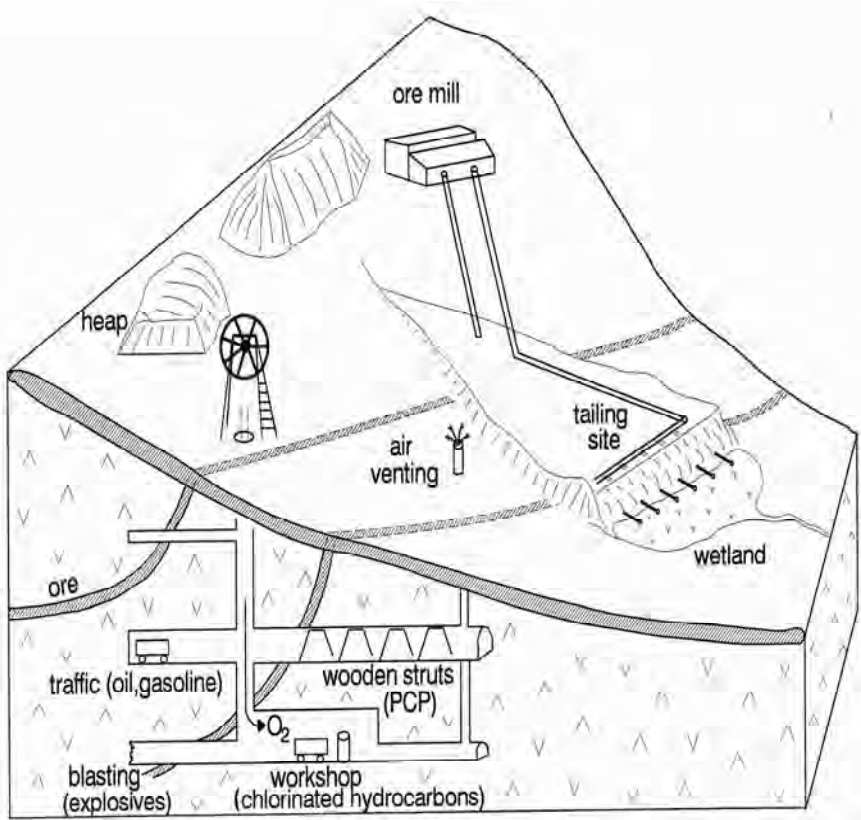 ore mill
heap
tailing
site
air
venting
wetland
ore
traffic (oil,gasoline)
wooden struts
(PCP)
O2
blasting
(explosives)
workshop
(chlorinated hydrocarbons)